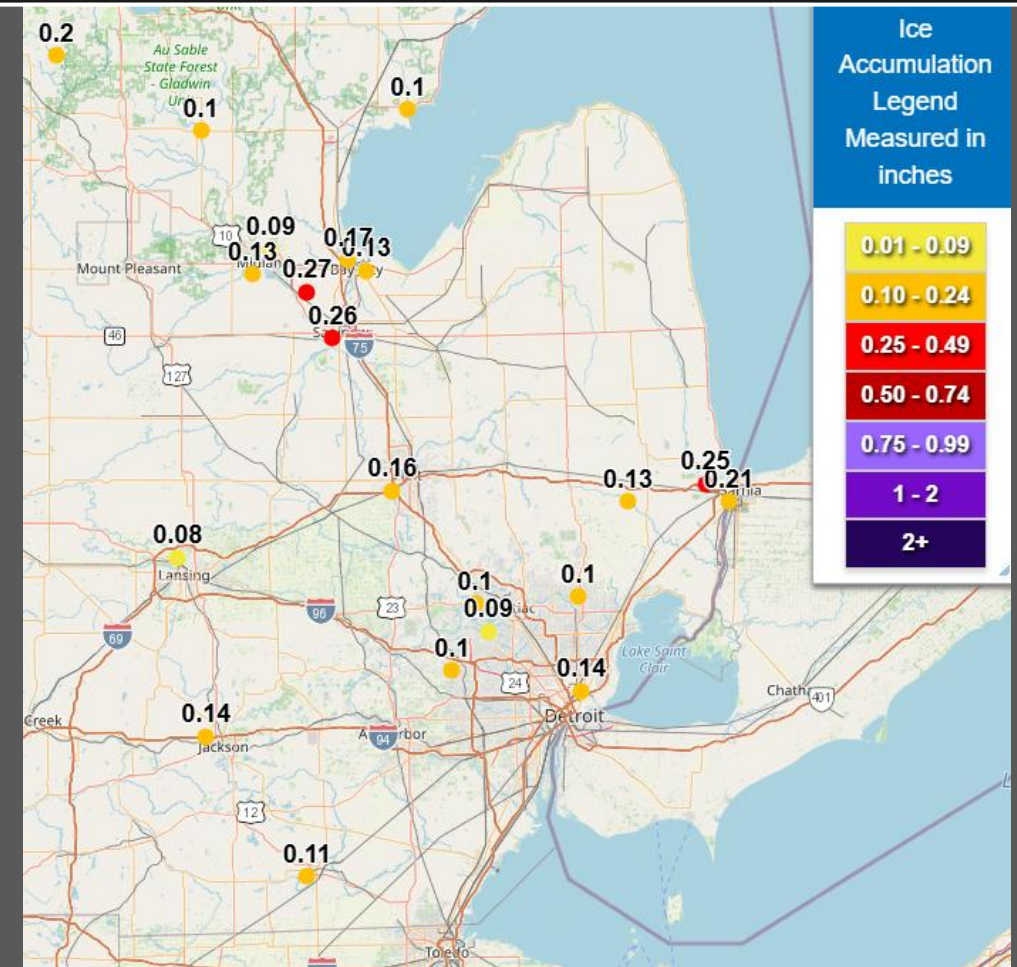 0.2
Au Sable
State Forest
- Gladwin
0.1
0.1
Ice
Accumulation
Legend
Measured in
inches
0.01 - 0.09
0.10 - 0.24
0.25 - 0.49
0.50 - 0.74
0.75 - 0.99
1 - 2
2+
10
0.09
0.17
0.13
0.13
Mount Pleasant
0.27
0.26
46
75
127
0.16
0.25
0.13
0.21
0.08
Lansing
0.1
0.1
96
23
0.09
69
0.1
Lake Saint
Clair
24
0.14
401
Detroit
0.14
Creek
94
Jackson
12
0.11
Toledo